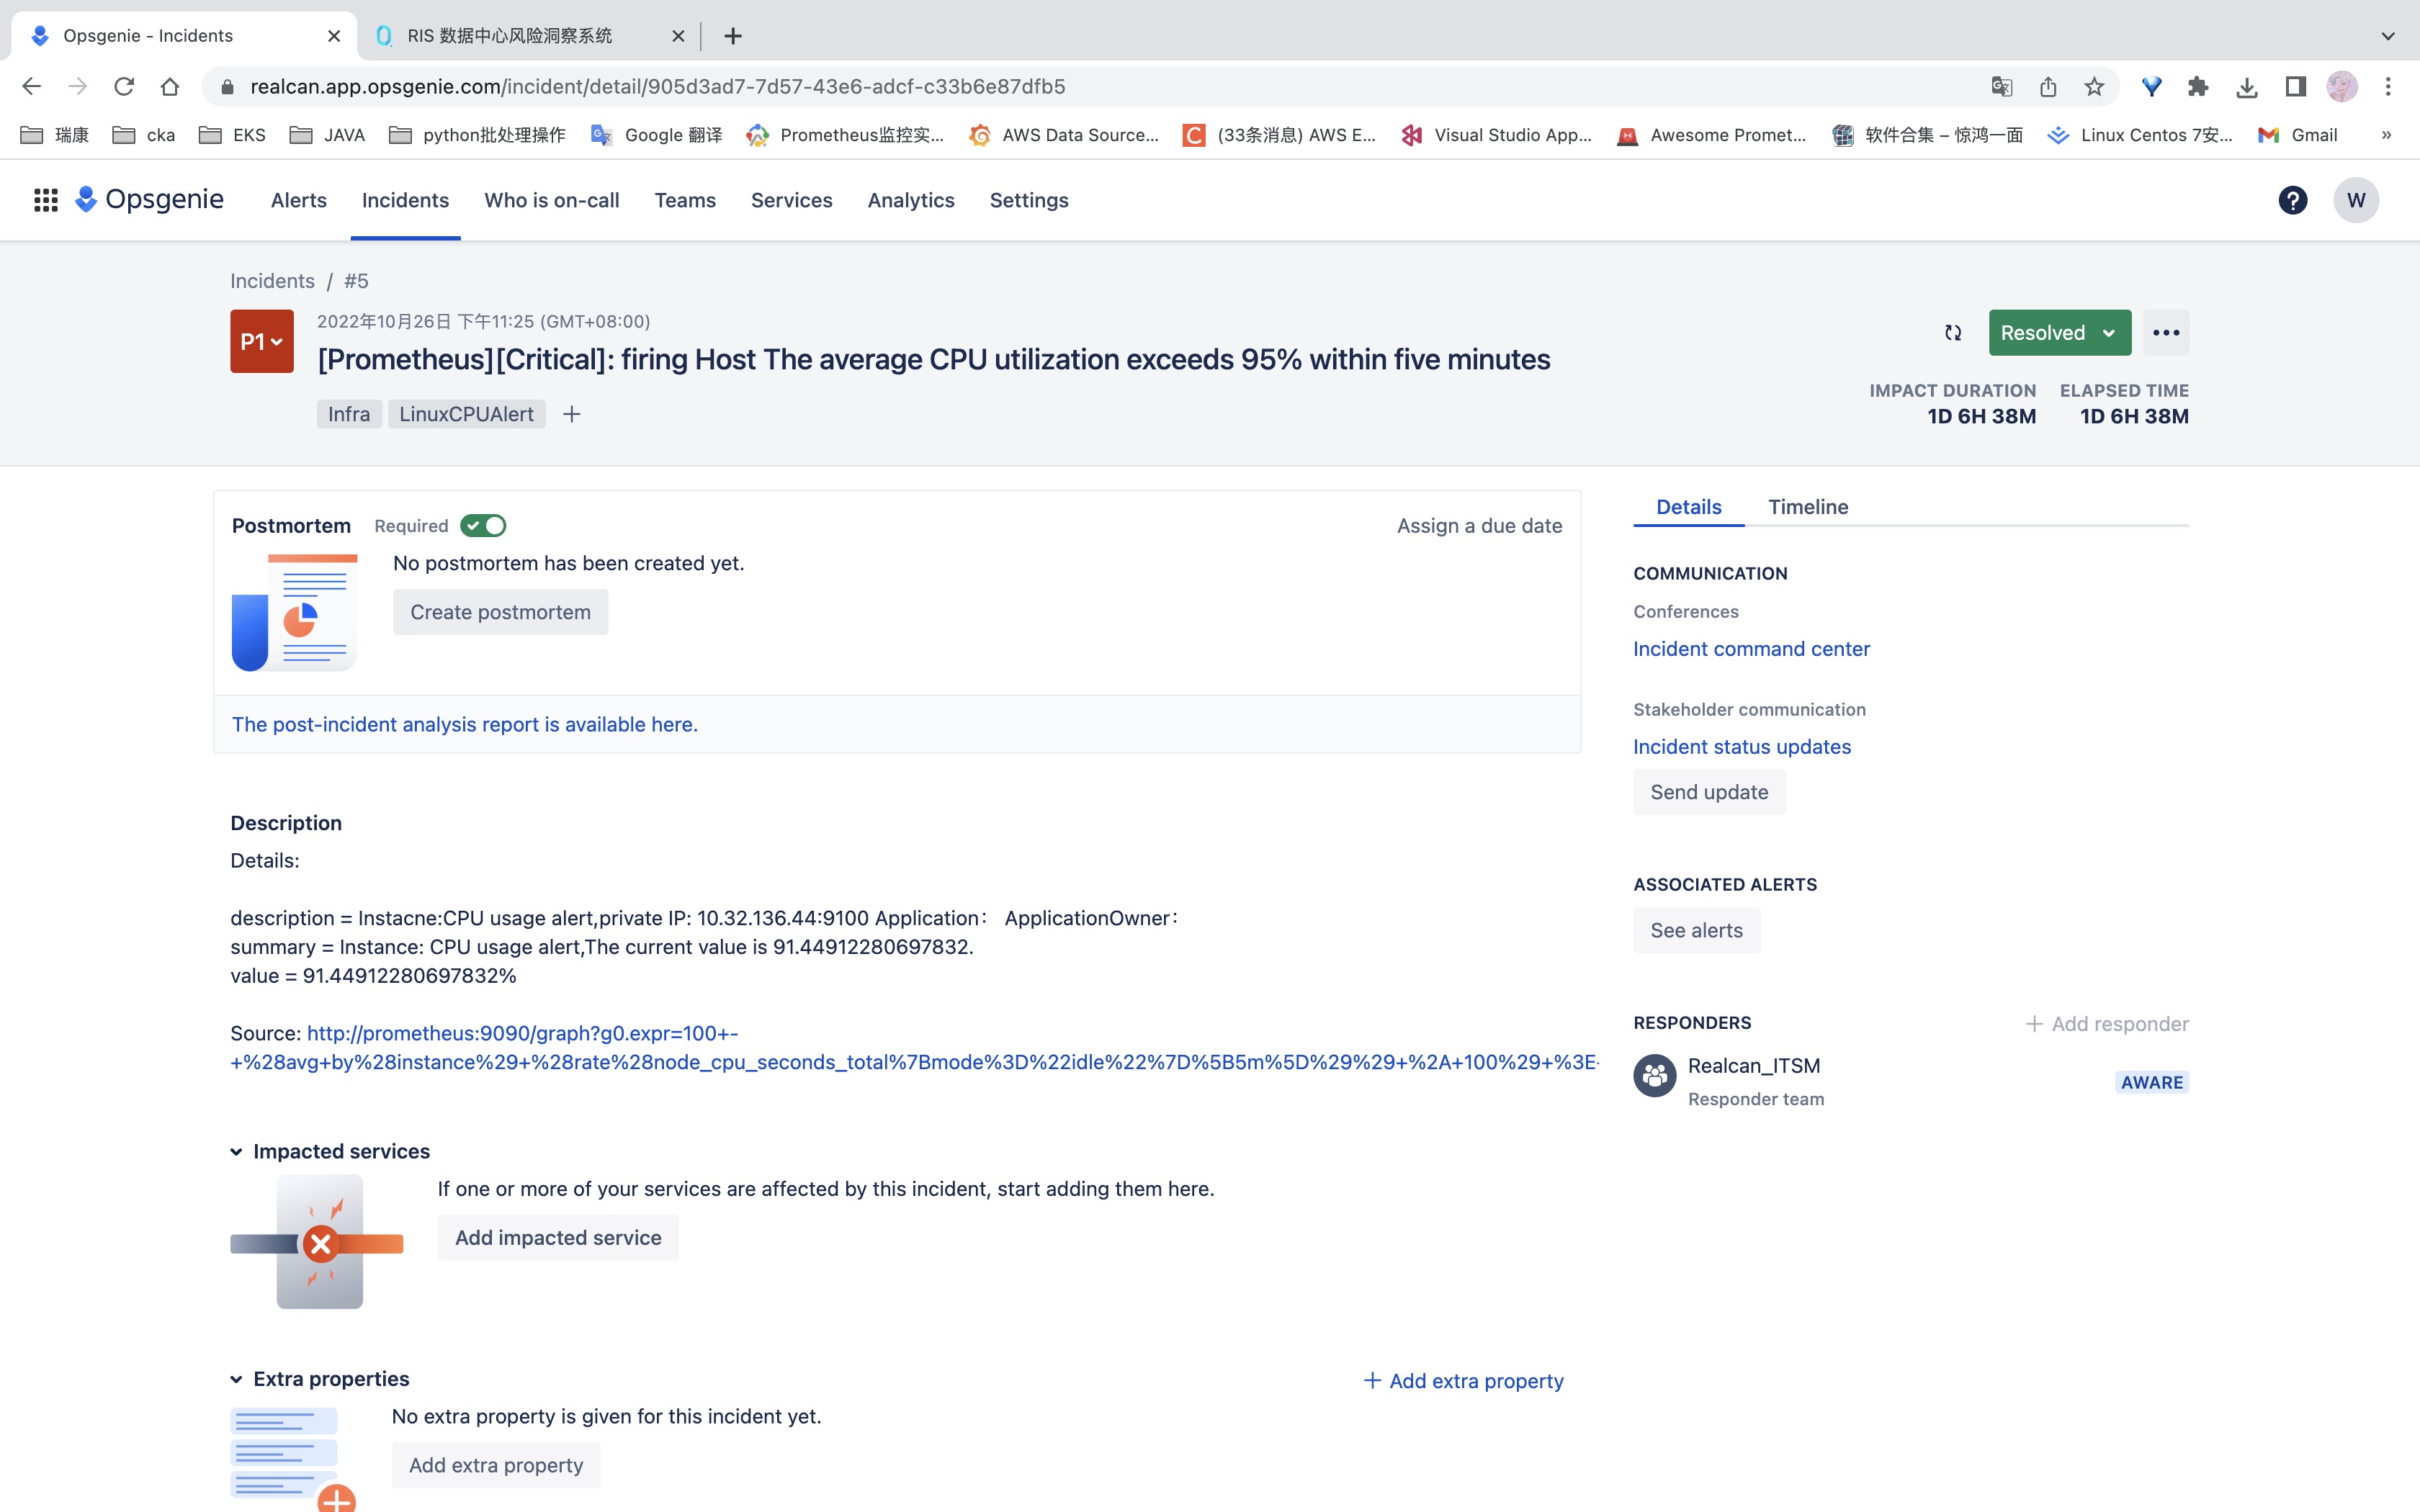 Opsgenie - Incidents
RIS 数据中心风险洞察系统
realcan.app.opsgenie.com/incident/detail/905d3ad7-7d57-43e6-adcf-c33b6e87dfb5
瑞康 cka EKS JAVA python批处理操作 Google 翻译 Prometheus监控实... AWS Data Source... (33条消息) AWS E... Visual Studio App... Awesome Promet... 软件合集 – 惊鸿一面 Linux Centos 7安... Gmail »
Opsgenie Alerts Incidents Who is on-call Teams Services Analytics Settings ? W
Incidents / #5
P1
2022年10月26日 下午11:25 (GMT+08:00)
[Prometheus][Critical]: firing Host The average CPU utilization exceeds 95% within five minutes
Infra LinuxCPUAlert +
Resolved
IMPACT DURATION ELAPSED TIME
1D 6H 38M 1D 6H 38M
Postmortem Required Assign a due date
No postmortem has been created yet.
Create postmortem
The post-incident analysis report is available here.
Description
Details:
description = Instacne:CPU usage alert,private IP: 10.32.136.44:9100 Application： ApplicationOwner：
summary = Instance: CPU usage alert,The current value is 91.44912280697832.
value = 91.44912280697832%
Source: http://prometheus:9090/graph?g0.expr=100+-
+%28avg+by%28instance%29+%28rate%28node_cpu_seconds_total%7Bmode%3D%22idle%22%7D%5B5m%5D%29%29+%2A+100%29+%3E-
Impacted services
If one or more of your services are affected by this incident, start adding them here.
Add impacted service
Extra properties
+ Add extra property
No extra property is given for this incident yet.
Add extra property
Details Timeline
COMMUNICATION
Conferences
Incident command center
Stakeholder communication
Incident status updates
Send update
ASSOCIATED ALERTS
See alerts
RESPONDERS + Add responder
Realcan_ITSM
Responder team
AWARE